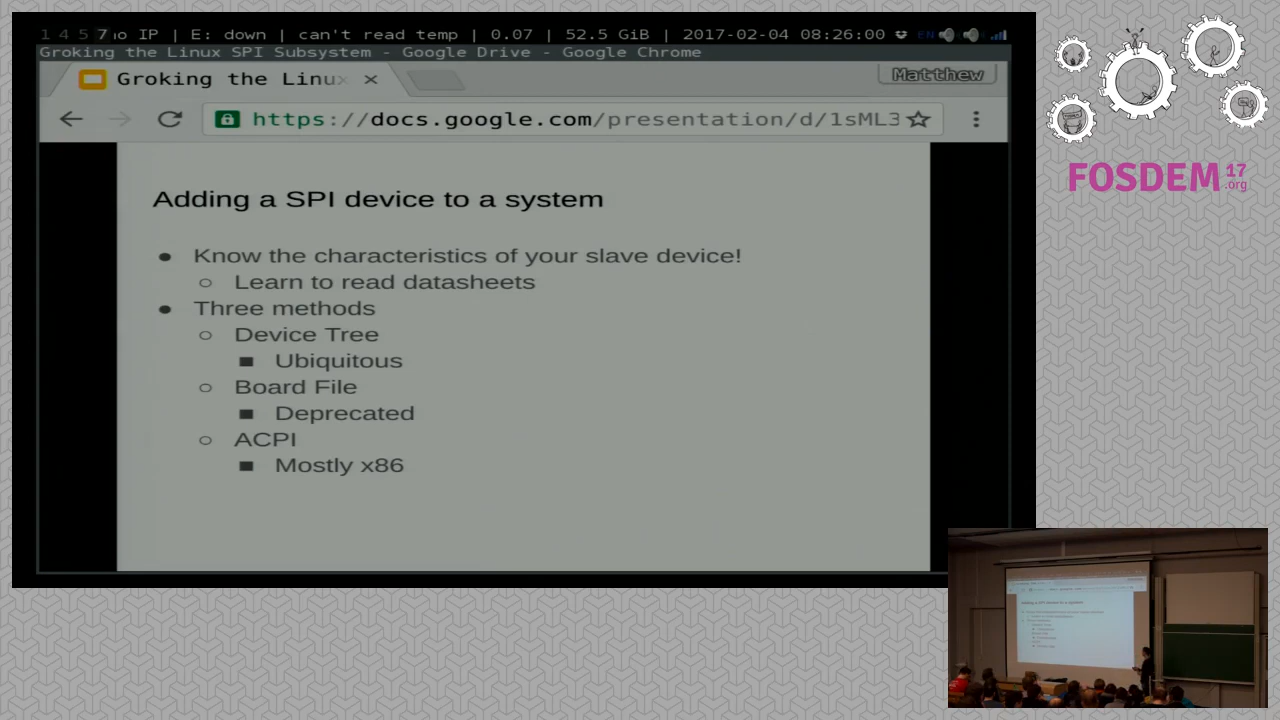 1 4 5 7 no IP | E: down | can't read temp | 0.07 | 52.5 GiB | 2017-02-04 08:26:00 EN
Groking the Linux SPI Subsystem - Google Drive - Google Chrome
Groking the Linux
Matthew
https://docs.google.com/presentation/d/1sML3
Adding a SPI device to a system
● Know the characteristics of your slave device!
○ Learn to read datasheets
● Three methods
○ Device Tree
■ Ubiquitous
○ Board File
■ Deprecated
○ ACPI
■ Mostly x86
FOSDEM 17
.org